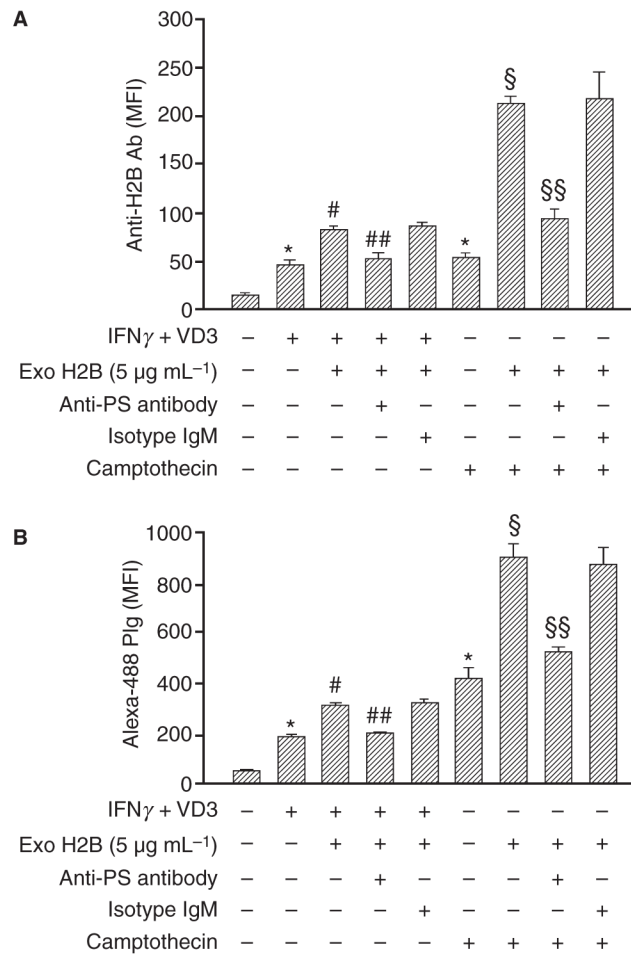 A
300
250
200
150
100
50
0
Anti-H2B Ab (MFI)
* # ## * § §§
IFNγ + VD3 – + + + + – – – –
Exo H2B (5 µg mL⁻¹) – – + + + – + + +
Anti-PS antibody – – – + – – – + –
Isotype IgM – – – – + – – – +
Camptothecin – – – – – + + + +
B
1000
800
600
400
200
0
Alexa-488 Plg (MFI)
* # ## * § §§
IFNγ + VD3 – + + + + – – – –
Exo H2B (5 µg mL⁻¹) – – + + + – + + +
Anti-PS antibody – – – + – – – + –
Isotype IgM – – – – + – – – +
Camptothecin – – – – – + + + +